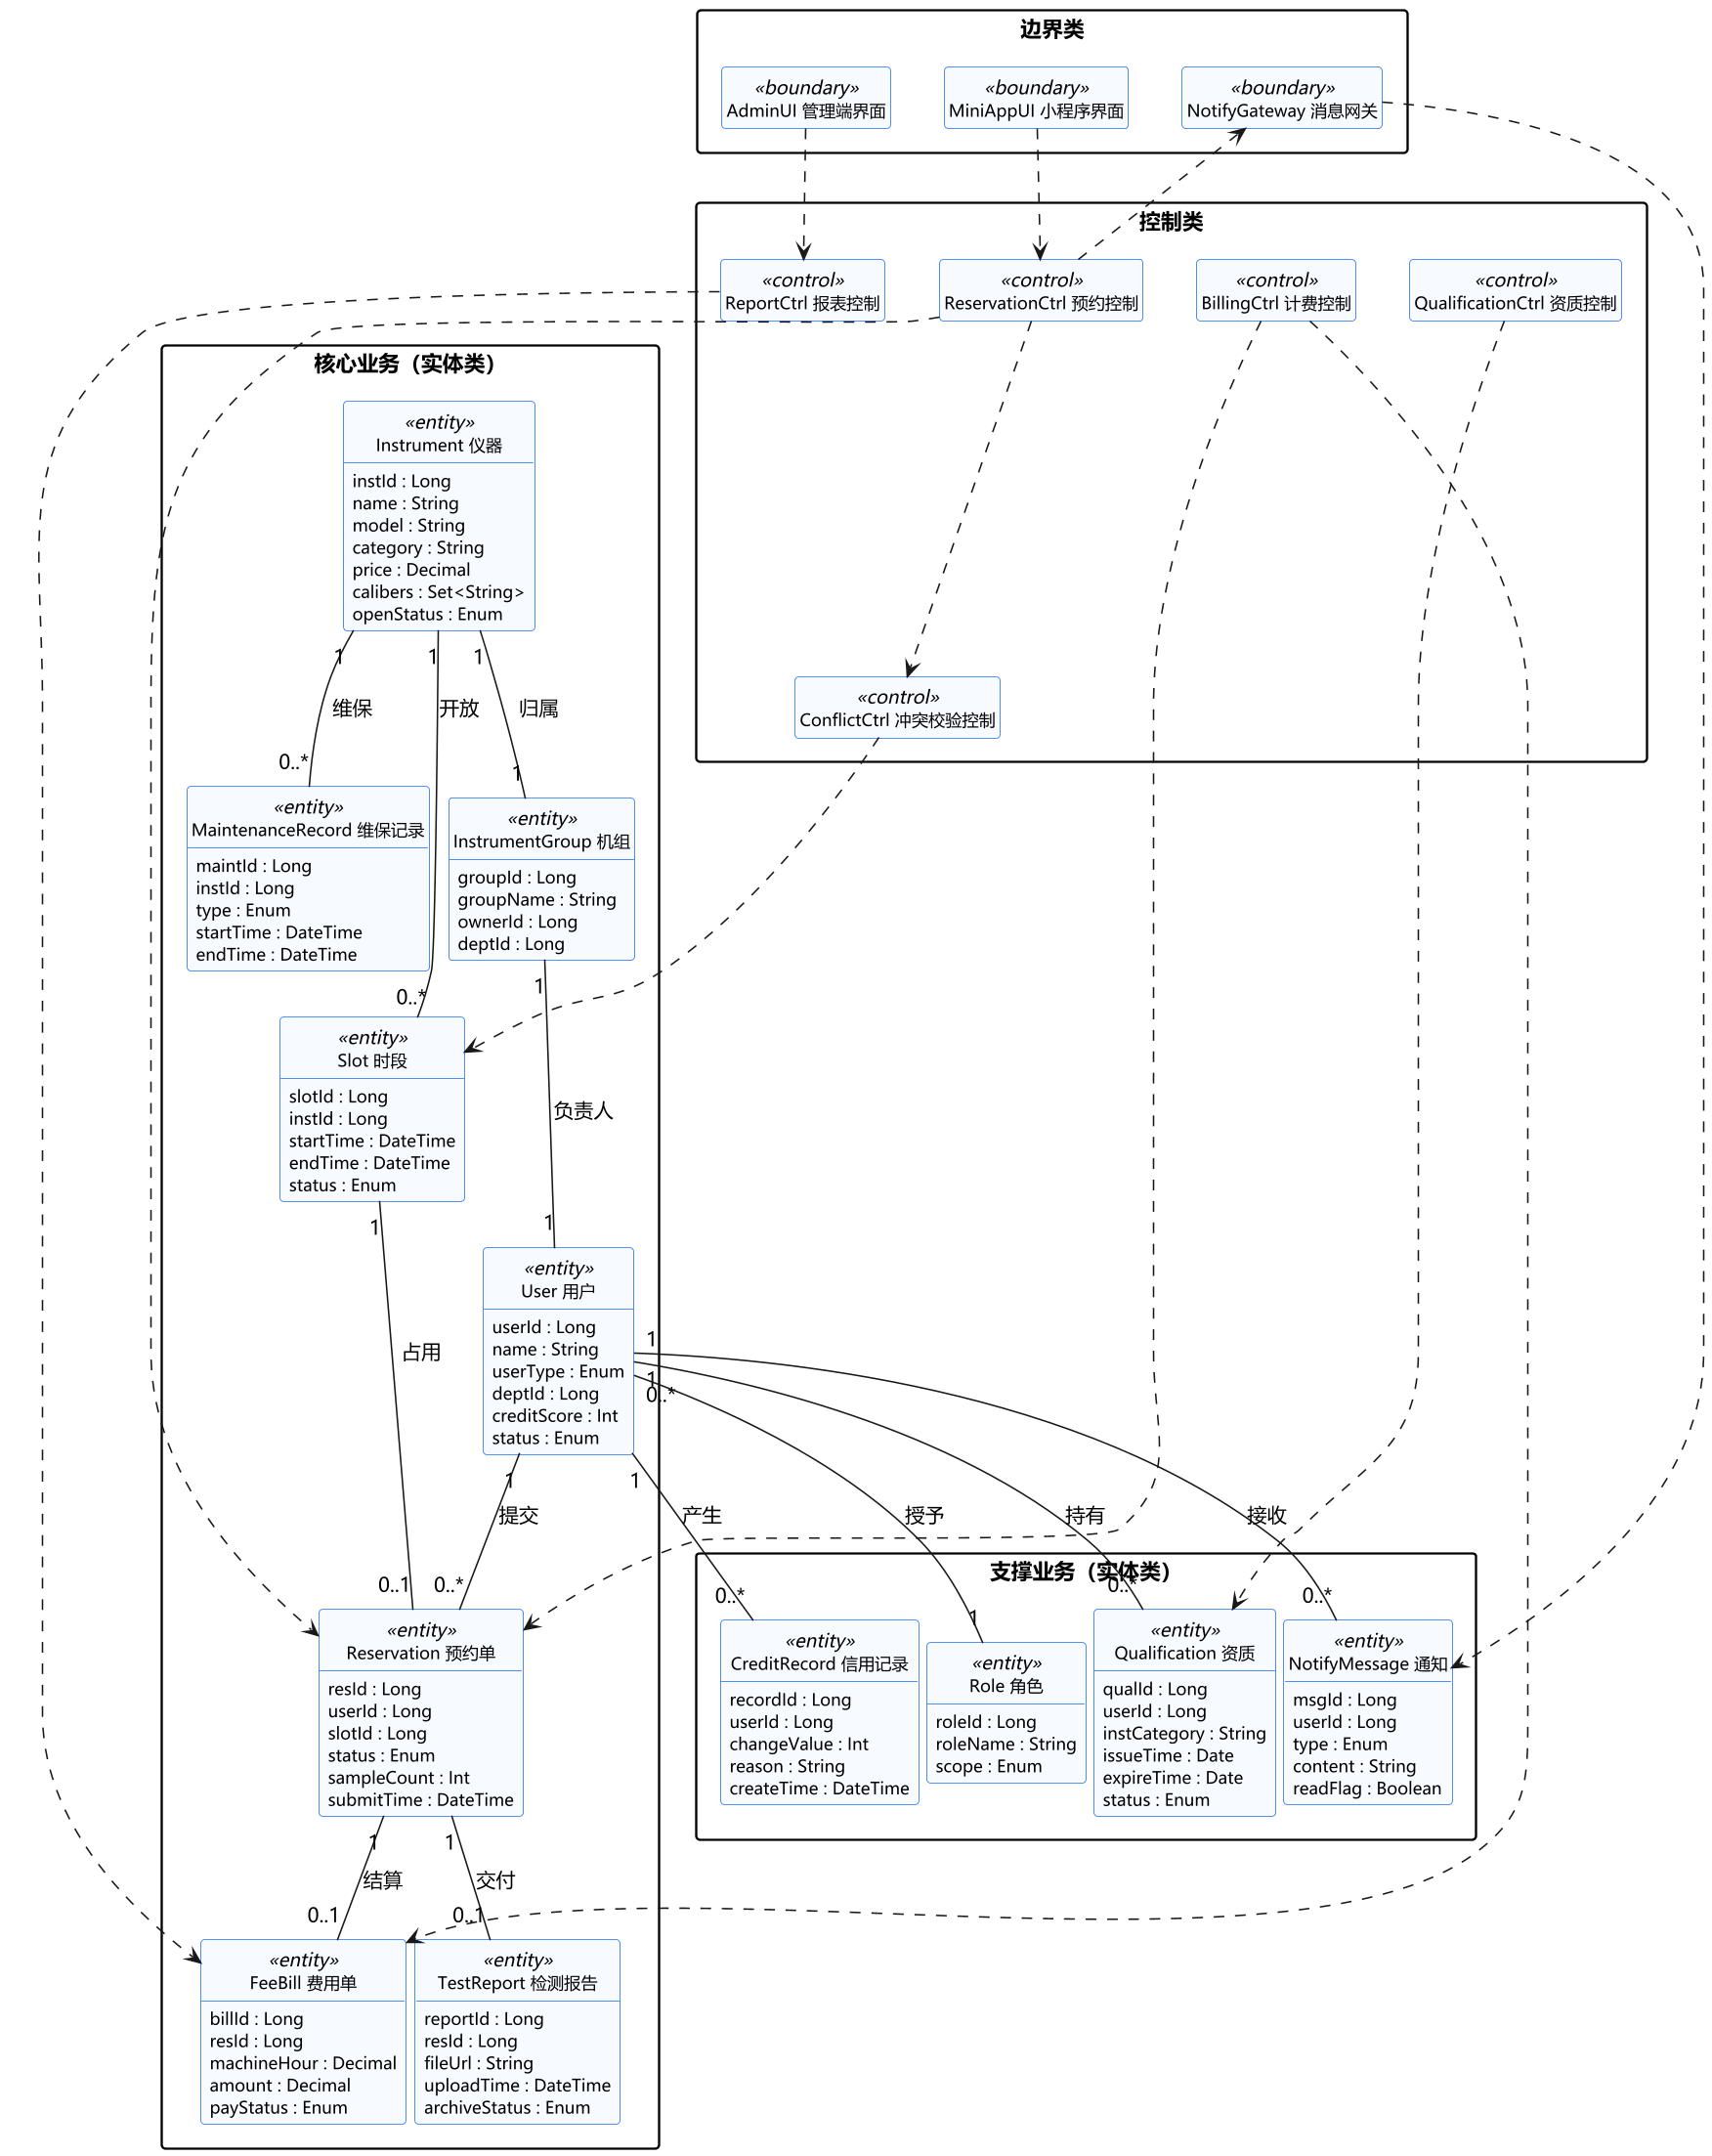 边界类
«boundary»
AdminUI 管理端界面
«boundary»
MiniAppUI 小程序界面
«boundary»
NotifyGateway 消息网关
控制类
«control»
ReportCtrl 报表控制
«control»
ReservationCtrl 预约控制
«control»
BillingCtrl 计费控制
«control»
QualificationCtrl 资质控制
«control»
ConflictCtrl 冲突校验控制
核心业务（实体类）
«entity»
Instrument 仪器
instId : Long
name : String
model : String
category : String
price : Decimal
calibers : Set<String>
openStatus : Enum
1
1
1
维保
开放
归属
0..*
1
«entity»
MaintenanceRecord 维保记录
maintId : Long
instId : Long
type : Enum
startTime : DateTime
endTime : DateTime
«entity»
InstrumentGroup 机组
groupId : Long
groupName : String
ownerId : Long
deptId : Long
0..*
1
«entity»
Slot 时段
slotId : Long
instId : Long
startTime : DateTime
endTime : DateTime
status : Enum
负责人
1
1
«entity»
User 用户
userId : Long
name : String
userType : Enum
deptId : Long
creditScore : Int
status : Enum
1
1
0..*
占用
1
1
提交
产生
授予
持有
接收
0..1
0..*
«entity»
Reservation 预约单
resId : Long
userId : Long
slotId : Long
status : Enum
sampleCount : Int
submitTime : DateTime
支撑业务（实体类）
0..*
1
0..*
0..*
«entity»
CreditRecord 信用记录
recordId : Long
userId : Long
changeValue : Int
reason : String
createTime : DateTime
«entity»
Role 角色
roleId : Long
roleName : String
scope : Enum
«entity»
Qualification 资质
qualId : Long
userId : Long
instCategory : String
issueTime : Date
expireTime : Date
status : Enum
«entity»
NotifyMessage 通知
msgId : Long
userId : Long
type : Enum
content : String
readFlag : Boolean
1
1
结算
交付
0..1
0..1
«entity»
FeeBill 费用单
billId : Long
resId : Long
machineHour : Decimal
amount : Decimal
payStatus : Enum
«entity»
TestReport 检测报告
reportId : Long
resId : Long
fileUrl : String
uploadTime : DateTime
archiveStatus : Enum